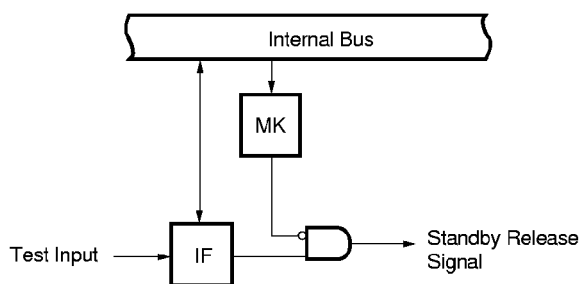 Internal Bus
MK
Test Input
IF
Standby Release
Signal